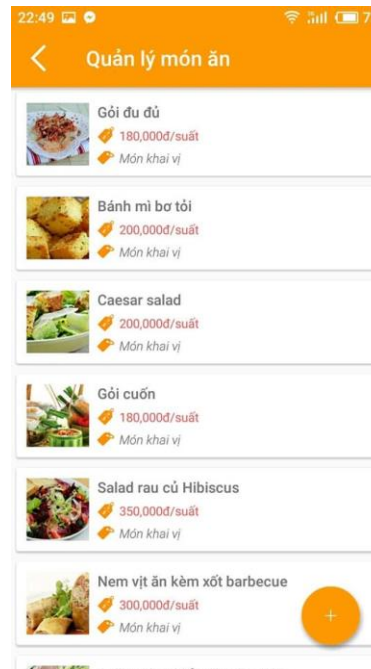 22:49 7
Quản lý món ăn
Gỏi đu đủ
180,000đ/suất
Món khai vị
Bánh mì bơ tỏi
200,000đ/suất
Món khai vị
Caesar salad
200,000đ/suất
Món khai vị
Gỏi cuốn
180,000đ/suất
Món khai vị
Salad rau củ Hibiscus
350,000đ/suất
Món khai vị
Nem vịt ăn kèm xốt barbecue
300,000đ/suất
Món khai vị
+